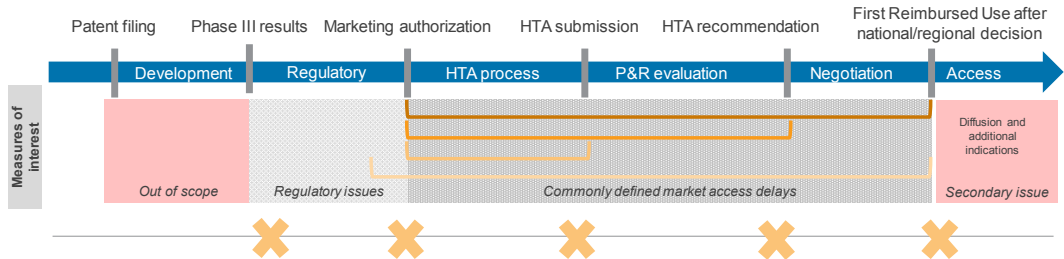 Patent filing
Phase III results
Marketing authorization
HTA submission
HTA recommendation
First Reimbursed Use after
national/regional decision
Development
Regulatory
HTA process
P&R evaluation
Negotiation
Access
Measures of
interest
Diffusion and
additional
indications
Out of scope
Regulatory issues
Commonly defined market access delays
Secondary issue